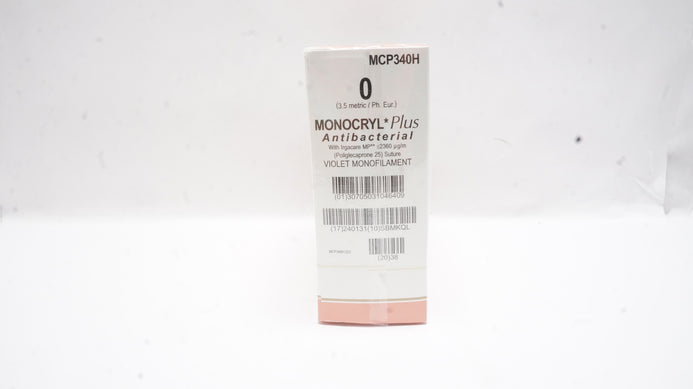 MCP340H
0
(3.5 metric / Ph. Eur.)
MONOCRYL* Plus
Antibacterial
With Irgacare MP** ≤2360 µg/m
(Poliglecaprone 25) Suture
VIOLET MONOFILAMENT
(01)30705031046409
(17)240131(10)SBMKQL
(20)36